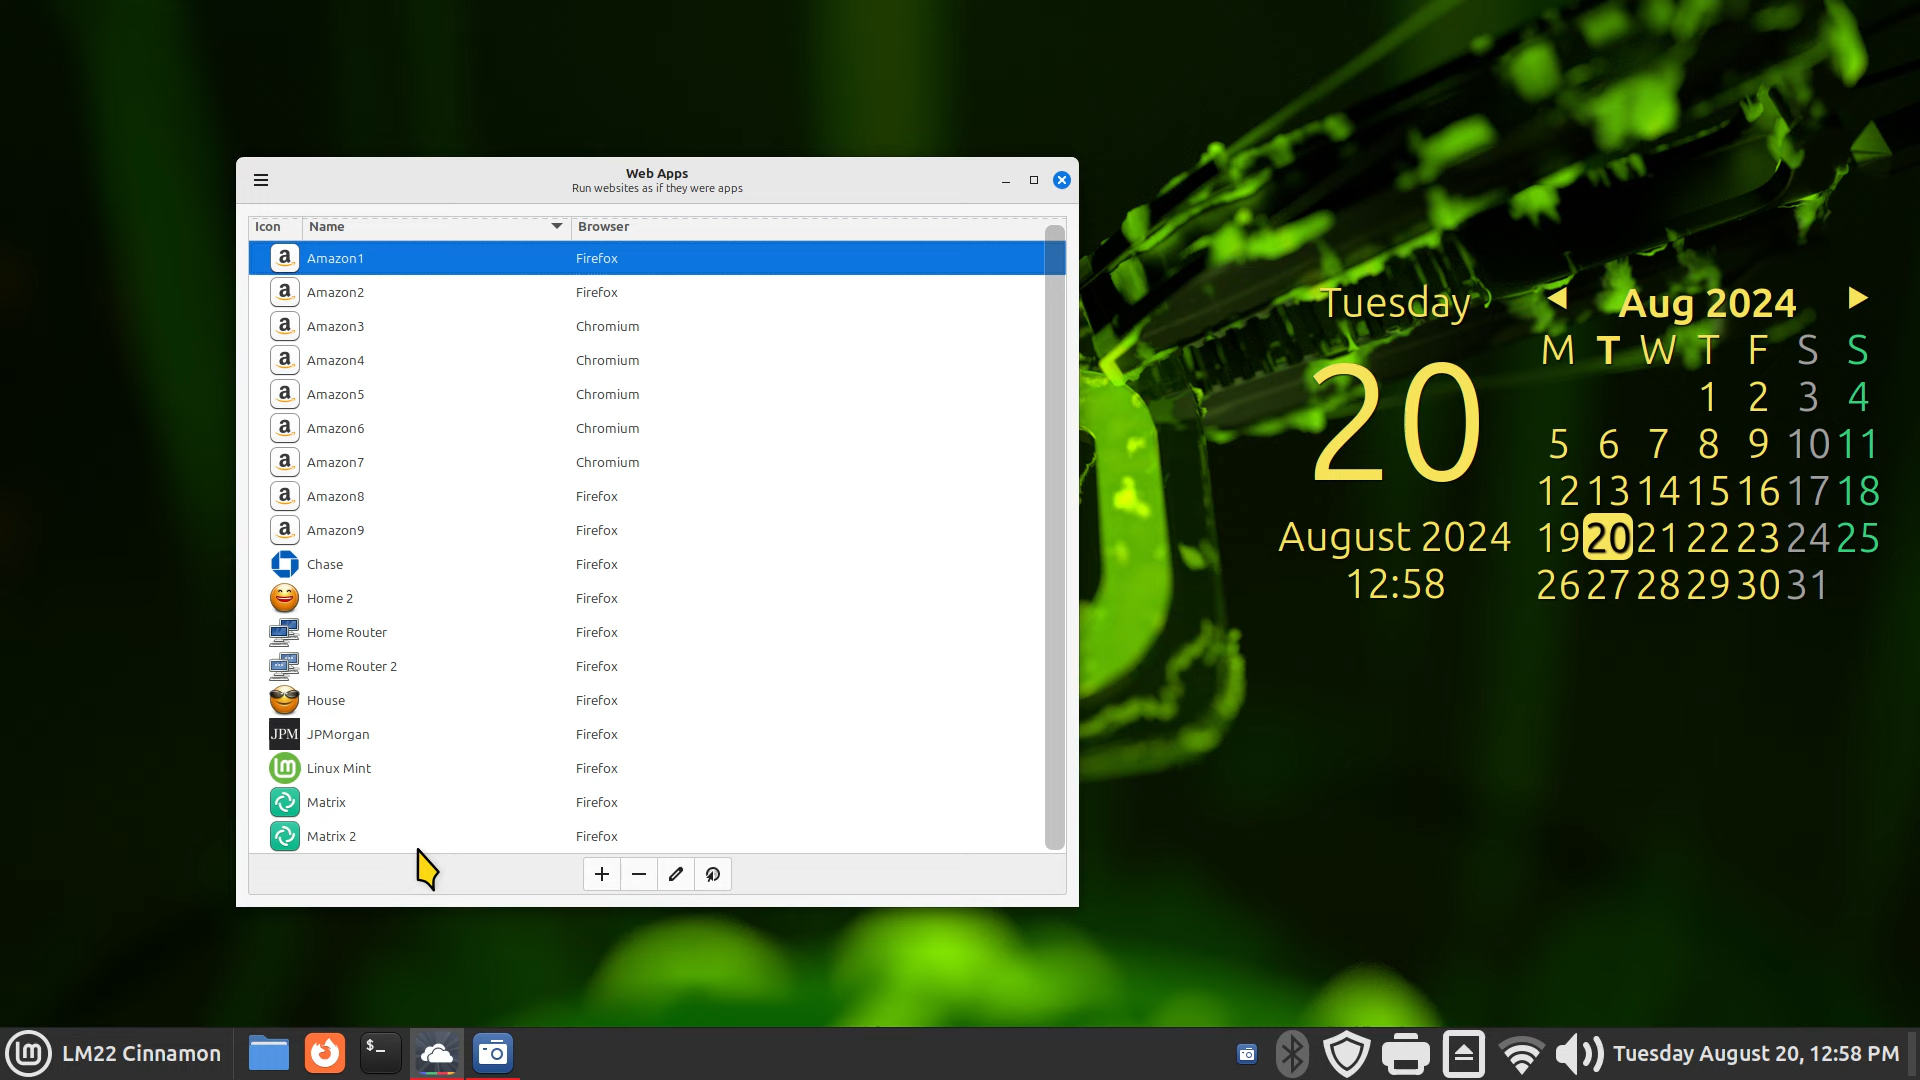 Web Apps
Run websites as if they were apps
Icon Name Browser
a Amazon1 Firefox
a Amazon2 Firefox
a Amazon3 Chromium
a Amazon4 Chromium
a Amazon5 Chromium
a Amazon6 Chromium
a Amazon7 Chromium
a Amazon8 Firefox
a Amazon9 Firefox
Chase Firefox
Home 2 Firefox
Home Router Firefox
Home Router 2 Firefox
House Firefox
JPM JPMorgan Firefox
Linux Mint Firefox
Matrix Firefox
Matrix 2 Firefox
Tuesday
20
August 2024
12:58
Aug 2024
M T W T F S S
1 2 3 4
5 6 7 8 9 10 11
12 13 14 15 16 17 18
19 20 21 22 23 24 25
26 27 28 29 30 31
LM22 Cinnamon
$_
Tuesday August 20, 12:58 PM